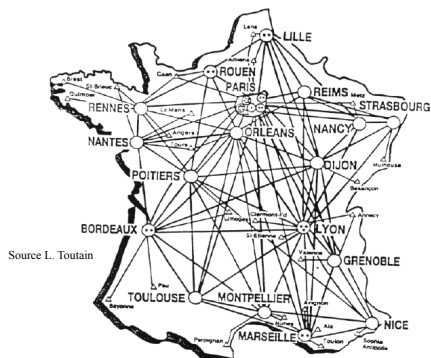 Lens
LILLE
Amiens
Caen
ROUEN
PARIS
REIMS
Metz
STRASBOURG
Brest
St-Brieuc
Quimper
RENNES
Le Mans
NANCY
Angers
ORLEANS
NANTES
Tours
DIJON
Mulhouse
POITIERS
Besançon
Limoges
Clermont-Fd
Annecy
BORDEAUX
LYON
St-Etienne
Source L. Toutain
Valence
GRENOBLE
Pau
TOULOUSE
MONTPELLIER
Avignon
Bayonne
Nimes
Aix
NICE
Perpignan
MARSEILLE
Toulon
Sophia
Antipolis